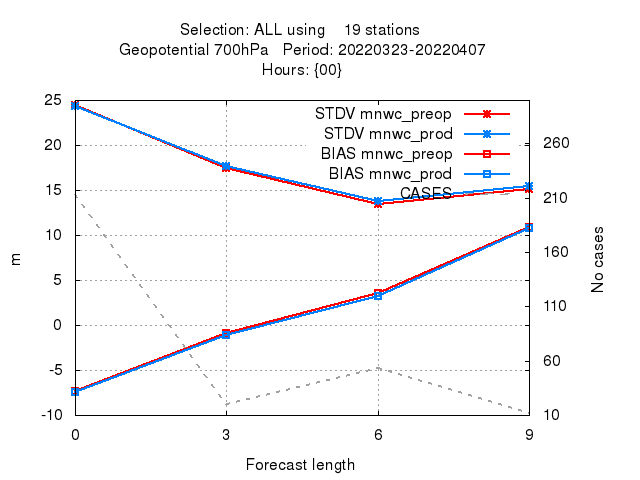 Selection: ALL using    19 stations
Geopotential 700hPa   Period: 20220323-20220407
Hours: {00}
25
20
15
10
5
0
-5
-10
m
STDV mnwc_preop
STDV mnwc_prod
BIAS mnwc_preop
BIAS mnwc_prod
CASES
260
210
160
110
60
10
No cases
0
3
6
9
Forecast length